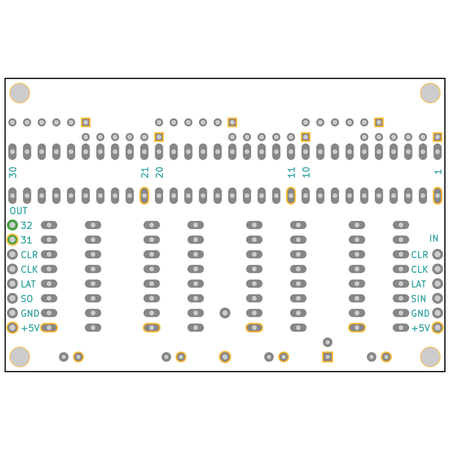 30 21 20 11 10 1
OUT
32
31 IN
CLR CLR
CLK CLK
LAT LAT
SO SIN
GND GND
+5V +5V